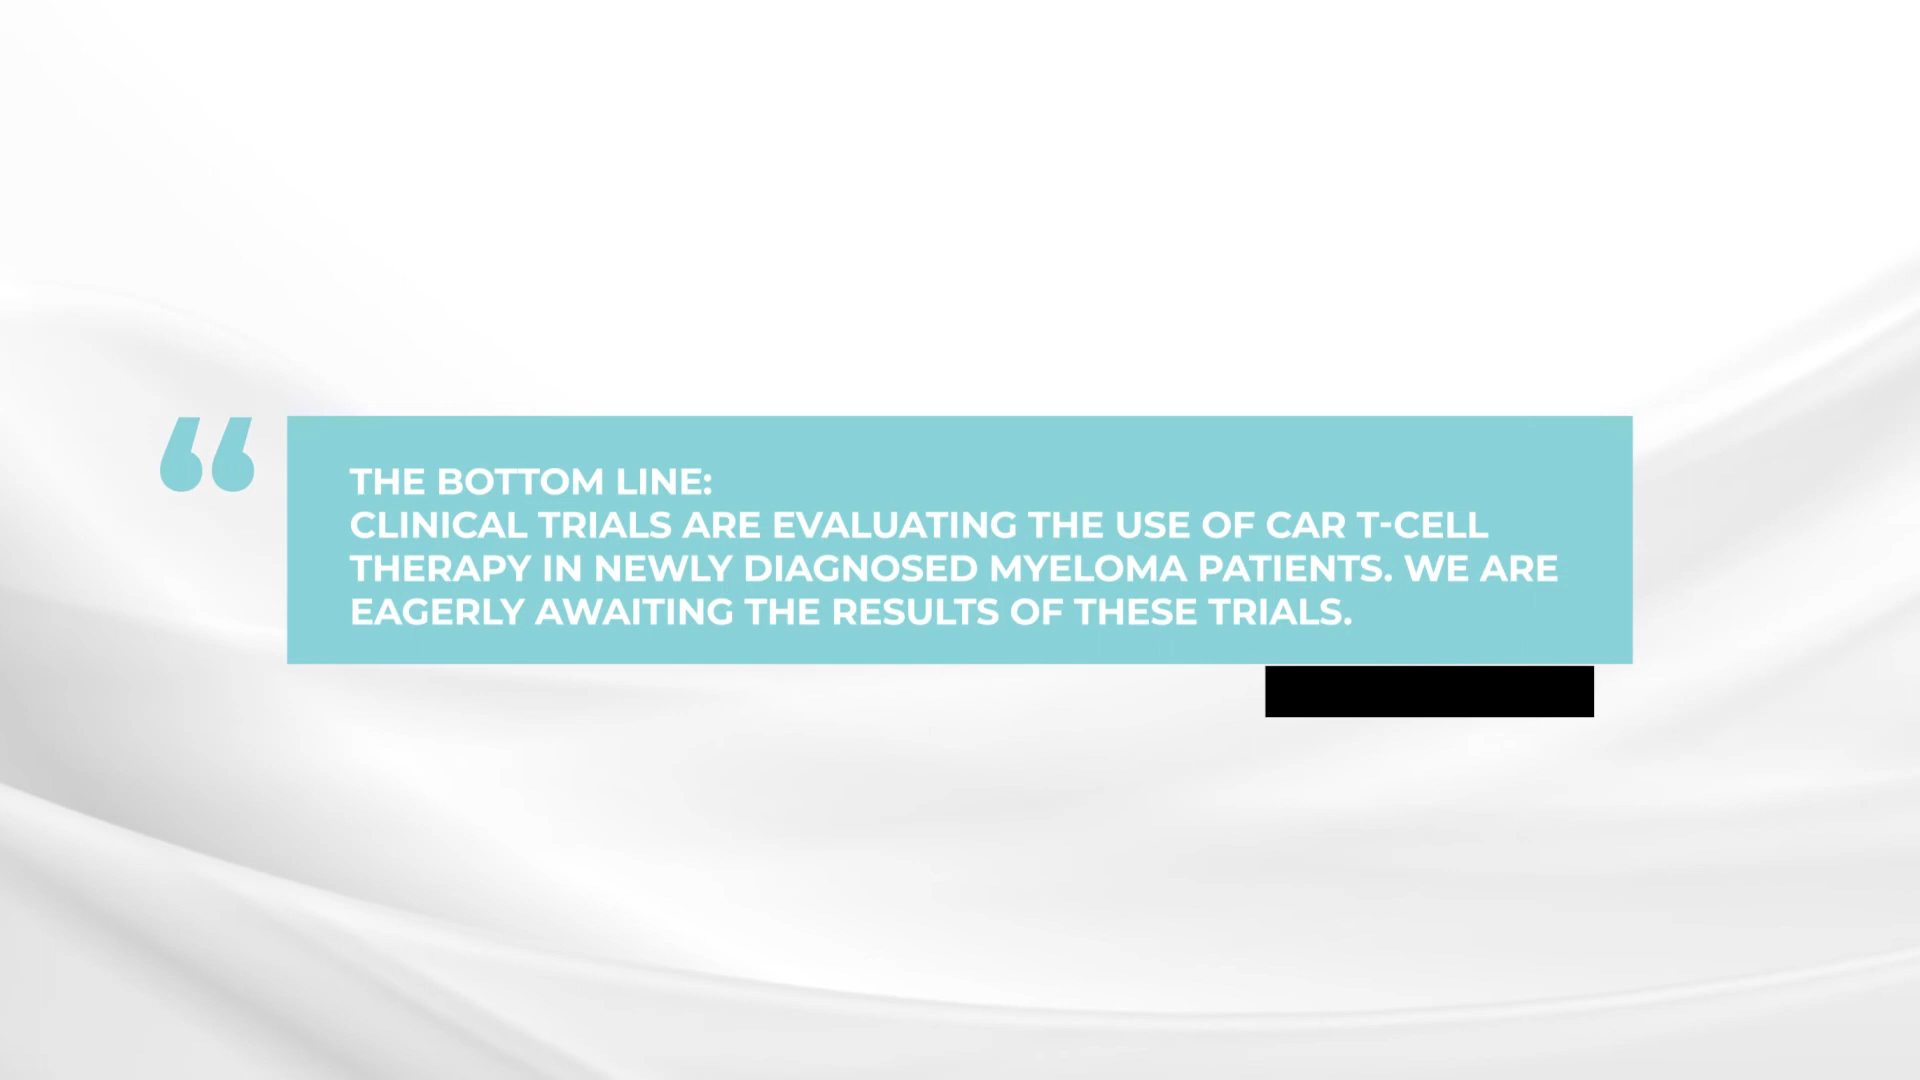 “
THE BOTTOM LINE:
CLINICAL TRIALS ARE EVALUATING THE USE OF CAR T-CELL
THERAPY IN NEWLY DIAGNOSED MYELOMA PATIENTS. WE ARE
EAGERLY AWAITING THE RESULTS OF THESE TRIALS.